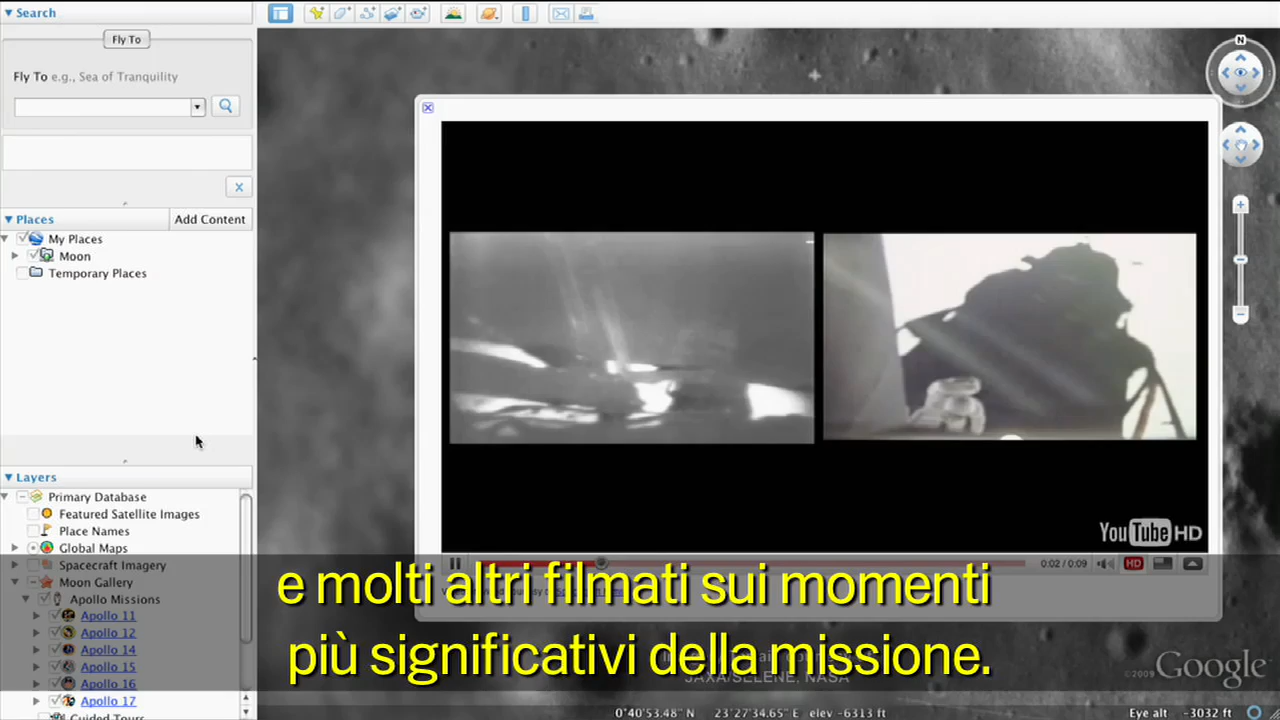 Search
Fly To
Fly To e.g., Sea of Tranquility
Places
Add Content
My Places
Moon
Temporary Places
Layers
Primary Database
Featured Satellite Images
Place Names
Global Maps
Spacecraft Imagery
Moon Gallery
Apollo Missions
Apollo 11
Apollo 12
Apollo 14
Apollo 15
Apollo 16
Apollo 17
Guided Tours
N
YouTube HD
0:02 / 0:09
HD
e molti altri filmati sui momenti
più significativi della missione.
JAXA/SELENE, NASA
©2009 Google
0°40'53.48" N 23°27'34.65" E elev -6313 ft
Eye alt -3032 ft